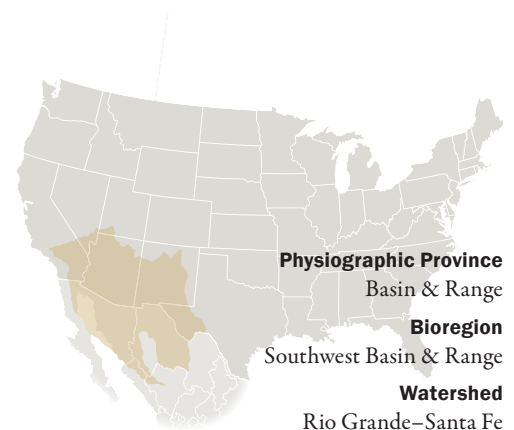 Physiographic Province
Basin & Range
Bioregion
Southwest Basin & Range
Watershed
Rio Grande–Santa Fe